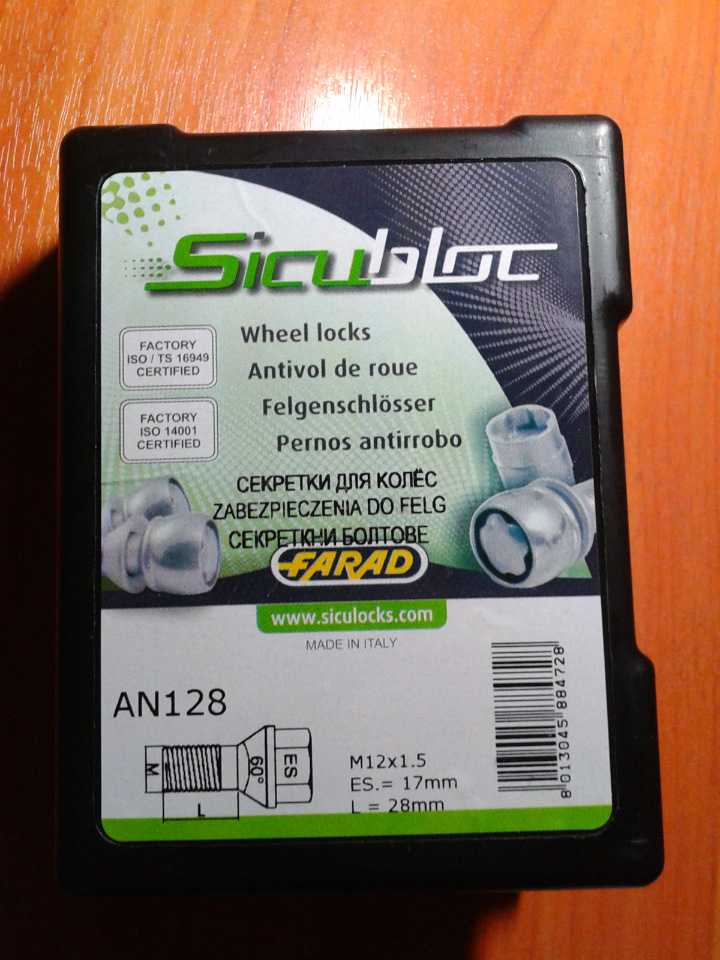 Sicubloc
FACTORY
ISO / TS 16949
CERTIFIED
FACTORY
ISO 14001
CERTIFIED
Wheel locks
Antivol de roue
Felgenschlösser
Pernos antirrobo
СЕКРЕТКИ ДЛЯ КОЛЁС
ZABEZPIECZENIA DO FELG
СЕКРЕТКНИ БОЛТОВЕ
FARAD
www.siculocks.com
MADE IN ITALY
AN128
M
L
60°
ES
M12x1.5
ES.= 17mm
L = 28mm
8 013045 884728